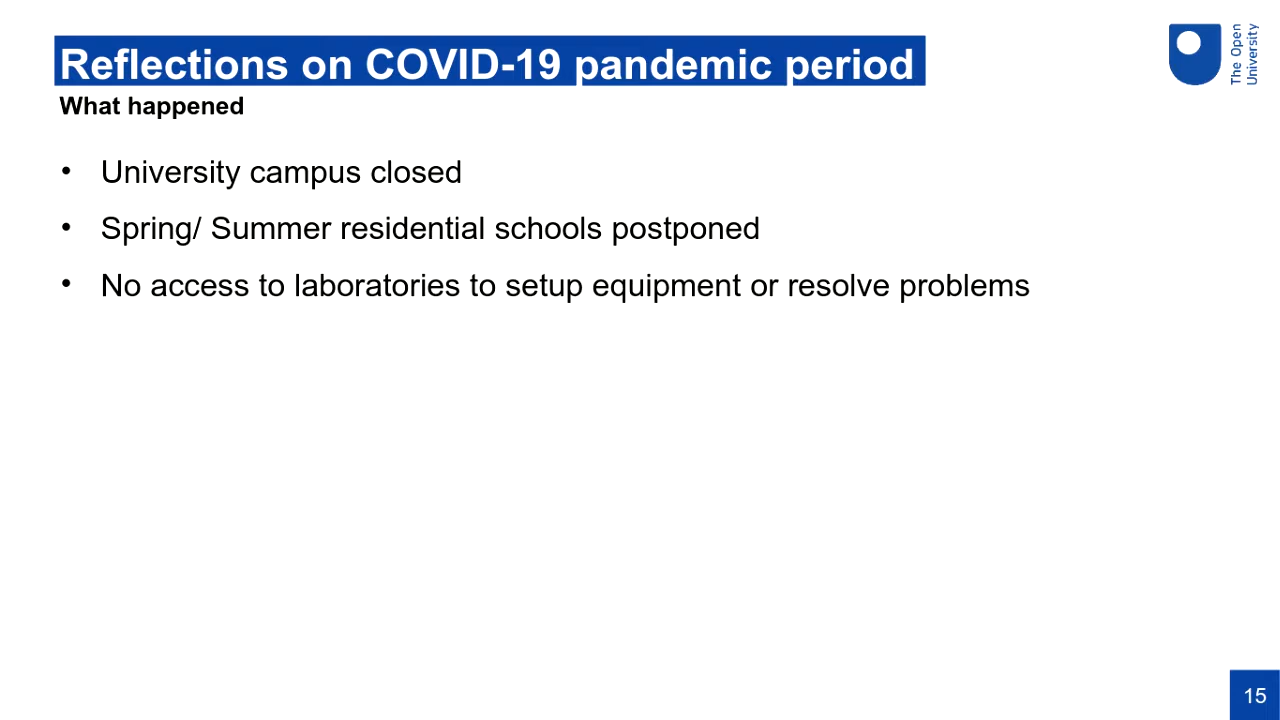 Reflections on COVID-19 pandemic period
The Open
University
What happened
• University campus closed
• Spring/ Summer residential schools postponed
• No access to laboratories to setup equipment or resolve problems
15